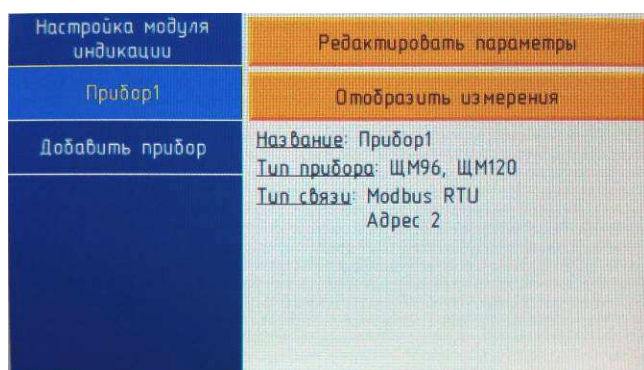 Настройка модуля
индикации
Прибор1
Добавить прибор
Редактировать параметры
Отобразить измерения
Название: Прибор1
Тип прибора: ЩМ96, ЩМ120
Тип связи: Modbus RTU
Адрес 2